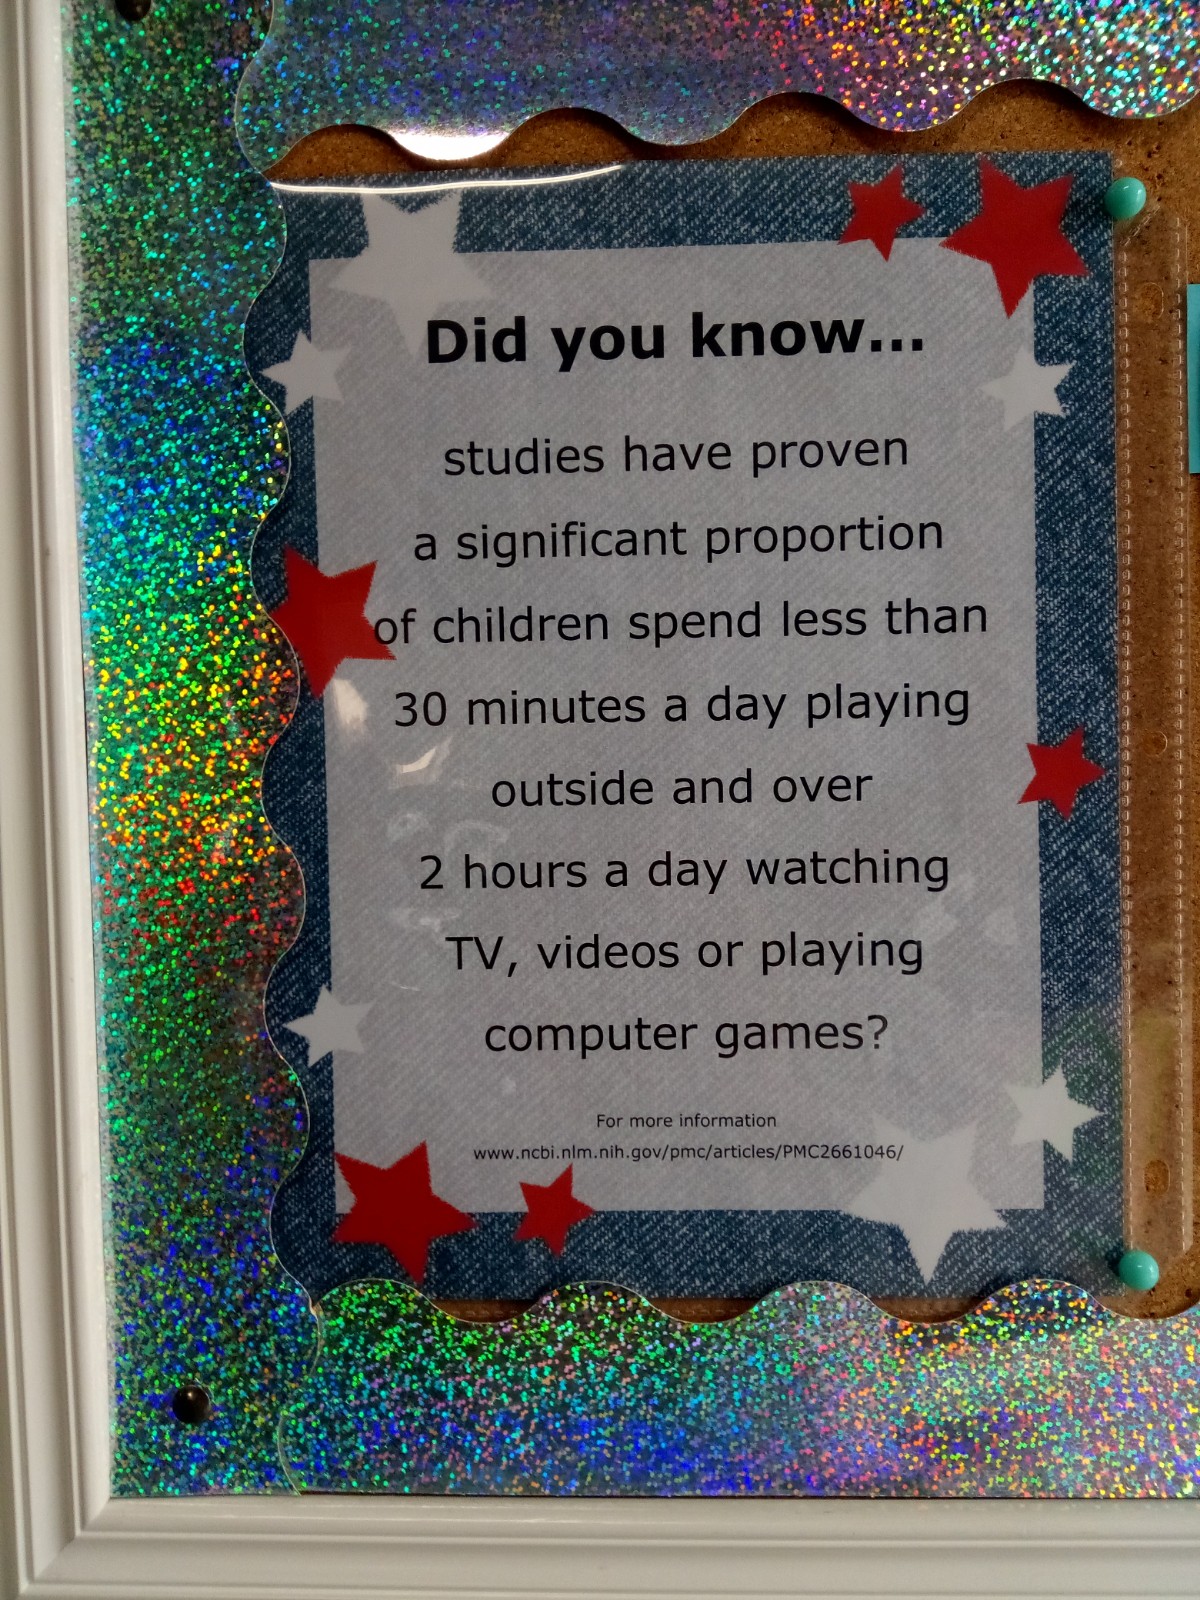 Did you know...
studies have proven
a significant proportion
of children spend less than
30 minutes a day playing
outside and over
2 hours a day watching
TV, videos or playing
computer games?
For more information
www.ncbi.nlm.nih.gov/pmc/articles/PMC2661046/